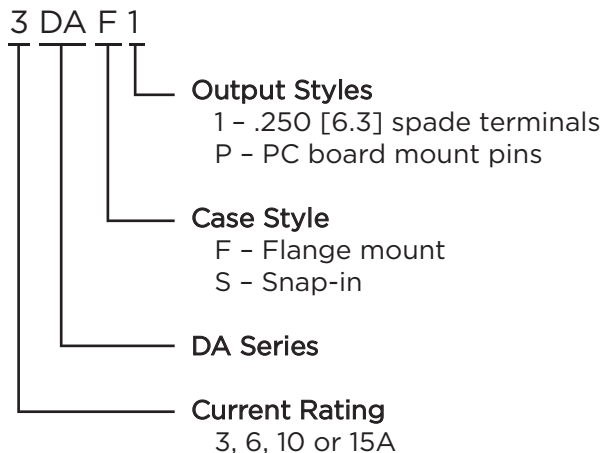 3 DA F 1
Output Styles
1 – .250 [6.3] spade terminals
P – PC board mount pins
Case Style
F – Flange mount
S – Snap-in
DA Series
Current Rating
3, 6, 10 or 15A